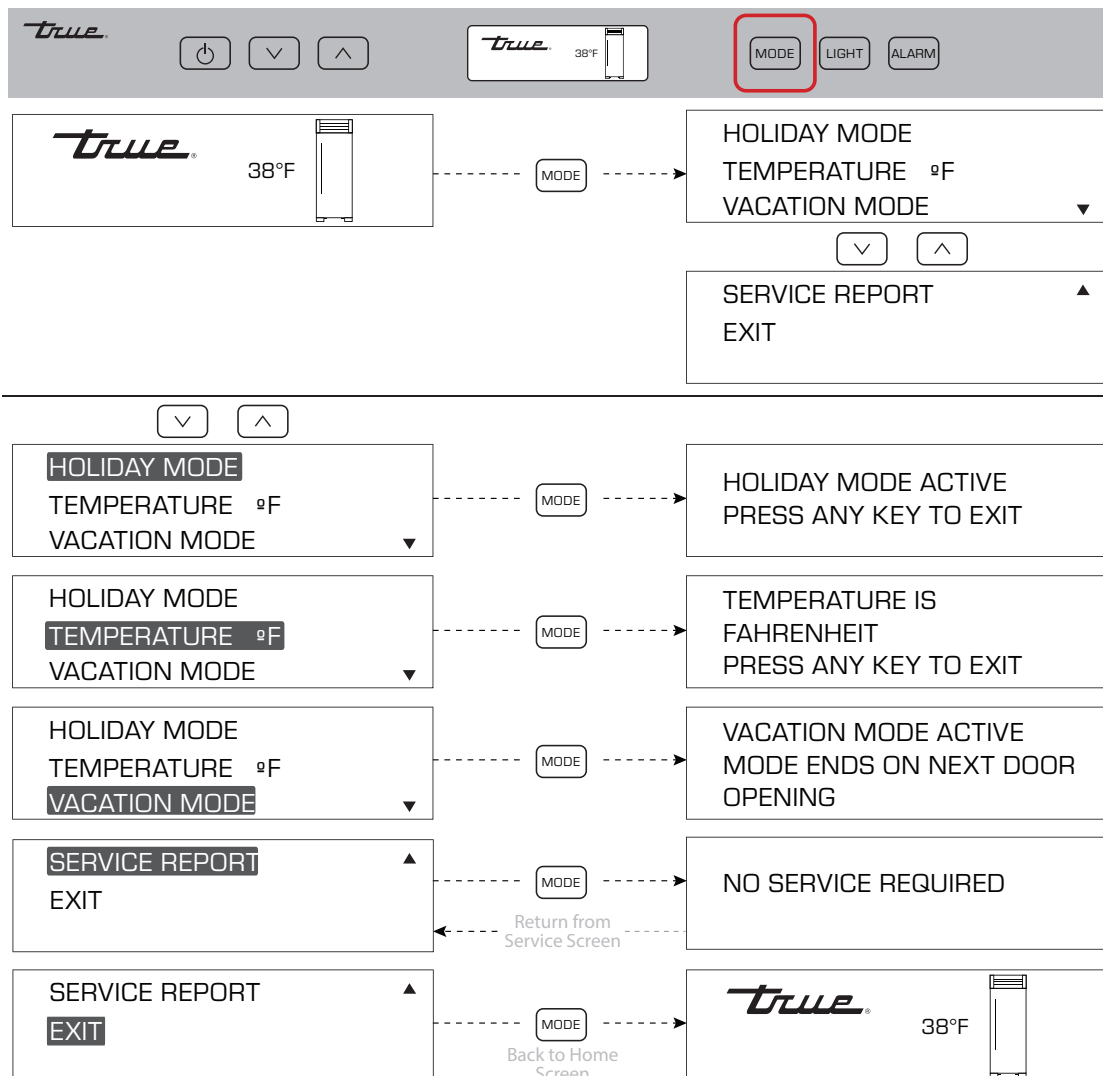 true®
38°F
MODE
LIGHT
ALARM
true®
38°F
MODE
HOLIDAY MODE
TEMPERATURE ºF
VACATION MODE
SERVICE REPORT
EXIT
HOLIDAY MODE
TEMPERATURE ºF
VACATION MODE
MODE
HOLIDAY MODE ACTIVE
PRESS ANY KEY TO EXIT
HOLIDAY MODE
TEMPERATURE ºF
VACATION MODE
MODE
TEMPERATURE IS
FAHRENHEIT
PRESS ANY KEY TO EXIT
HOLIDAY MODE
TEMPERATURE ºF
VACATION MODE
MODE
VACATION MODE ACTIVE
MODE ENDS ON NEXT DOOR
OPENING
SERVICE REPORT
EXIT
MODE
Return from
Service Screen
NO SERVICE REQUIRED
SERVICE REPORT
EXIT
MODE
Back to Home
Screen
true®
38°F